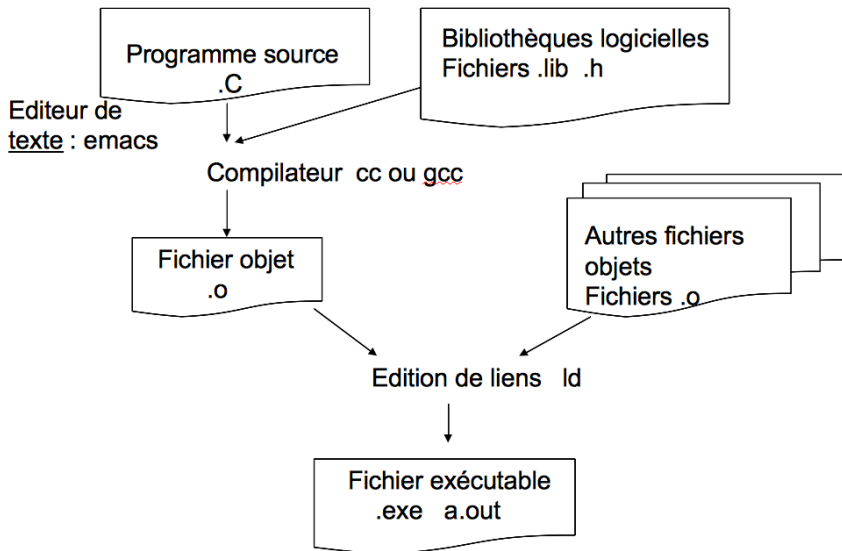 Programme source
.C
Bibliothèques logicielles
Fichiers .lib .h
Editeur de
texte : emacs
Compilateur cc ou gcc
Fichier objet
.o
Autres fichiers
objets
Fichiers .o
Edition de liens ld
Fichier exécutable
.exe a.out